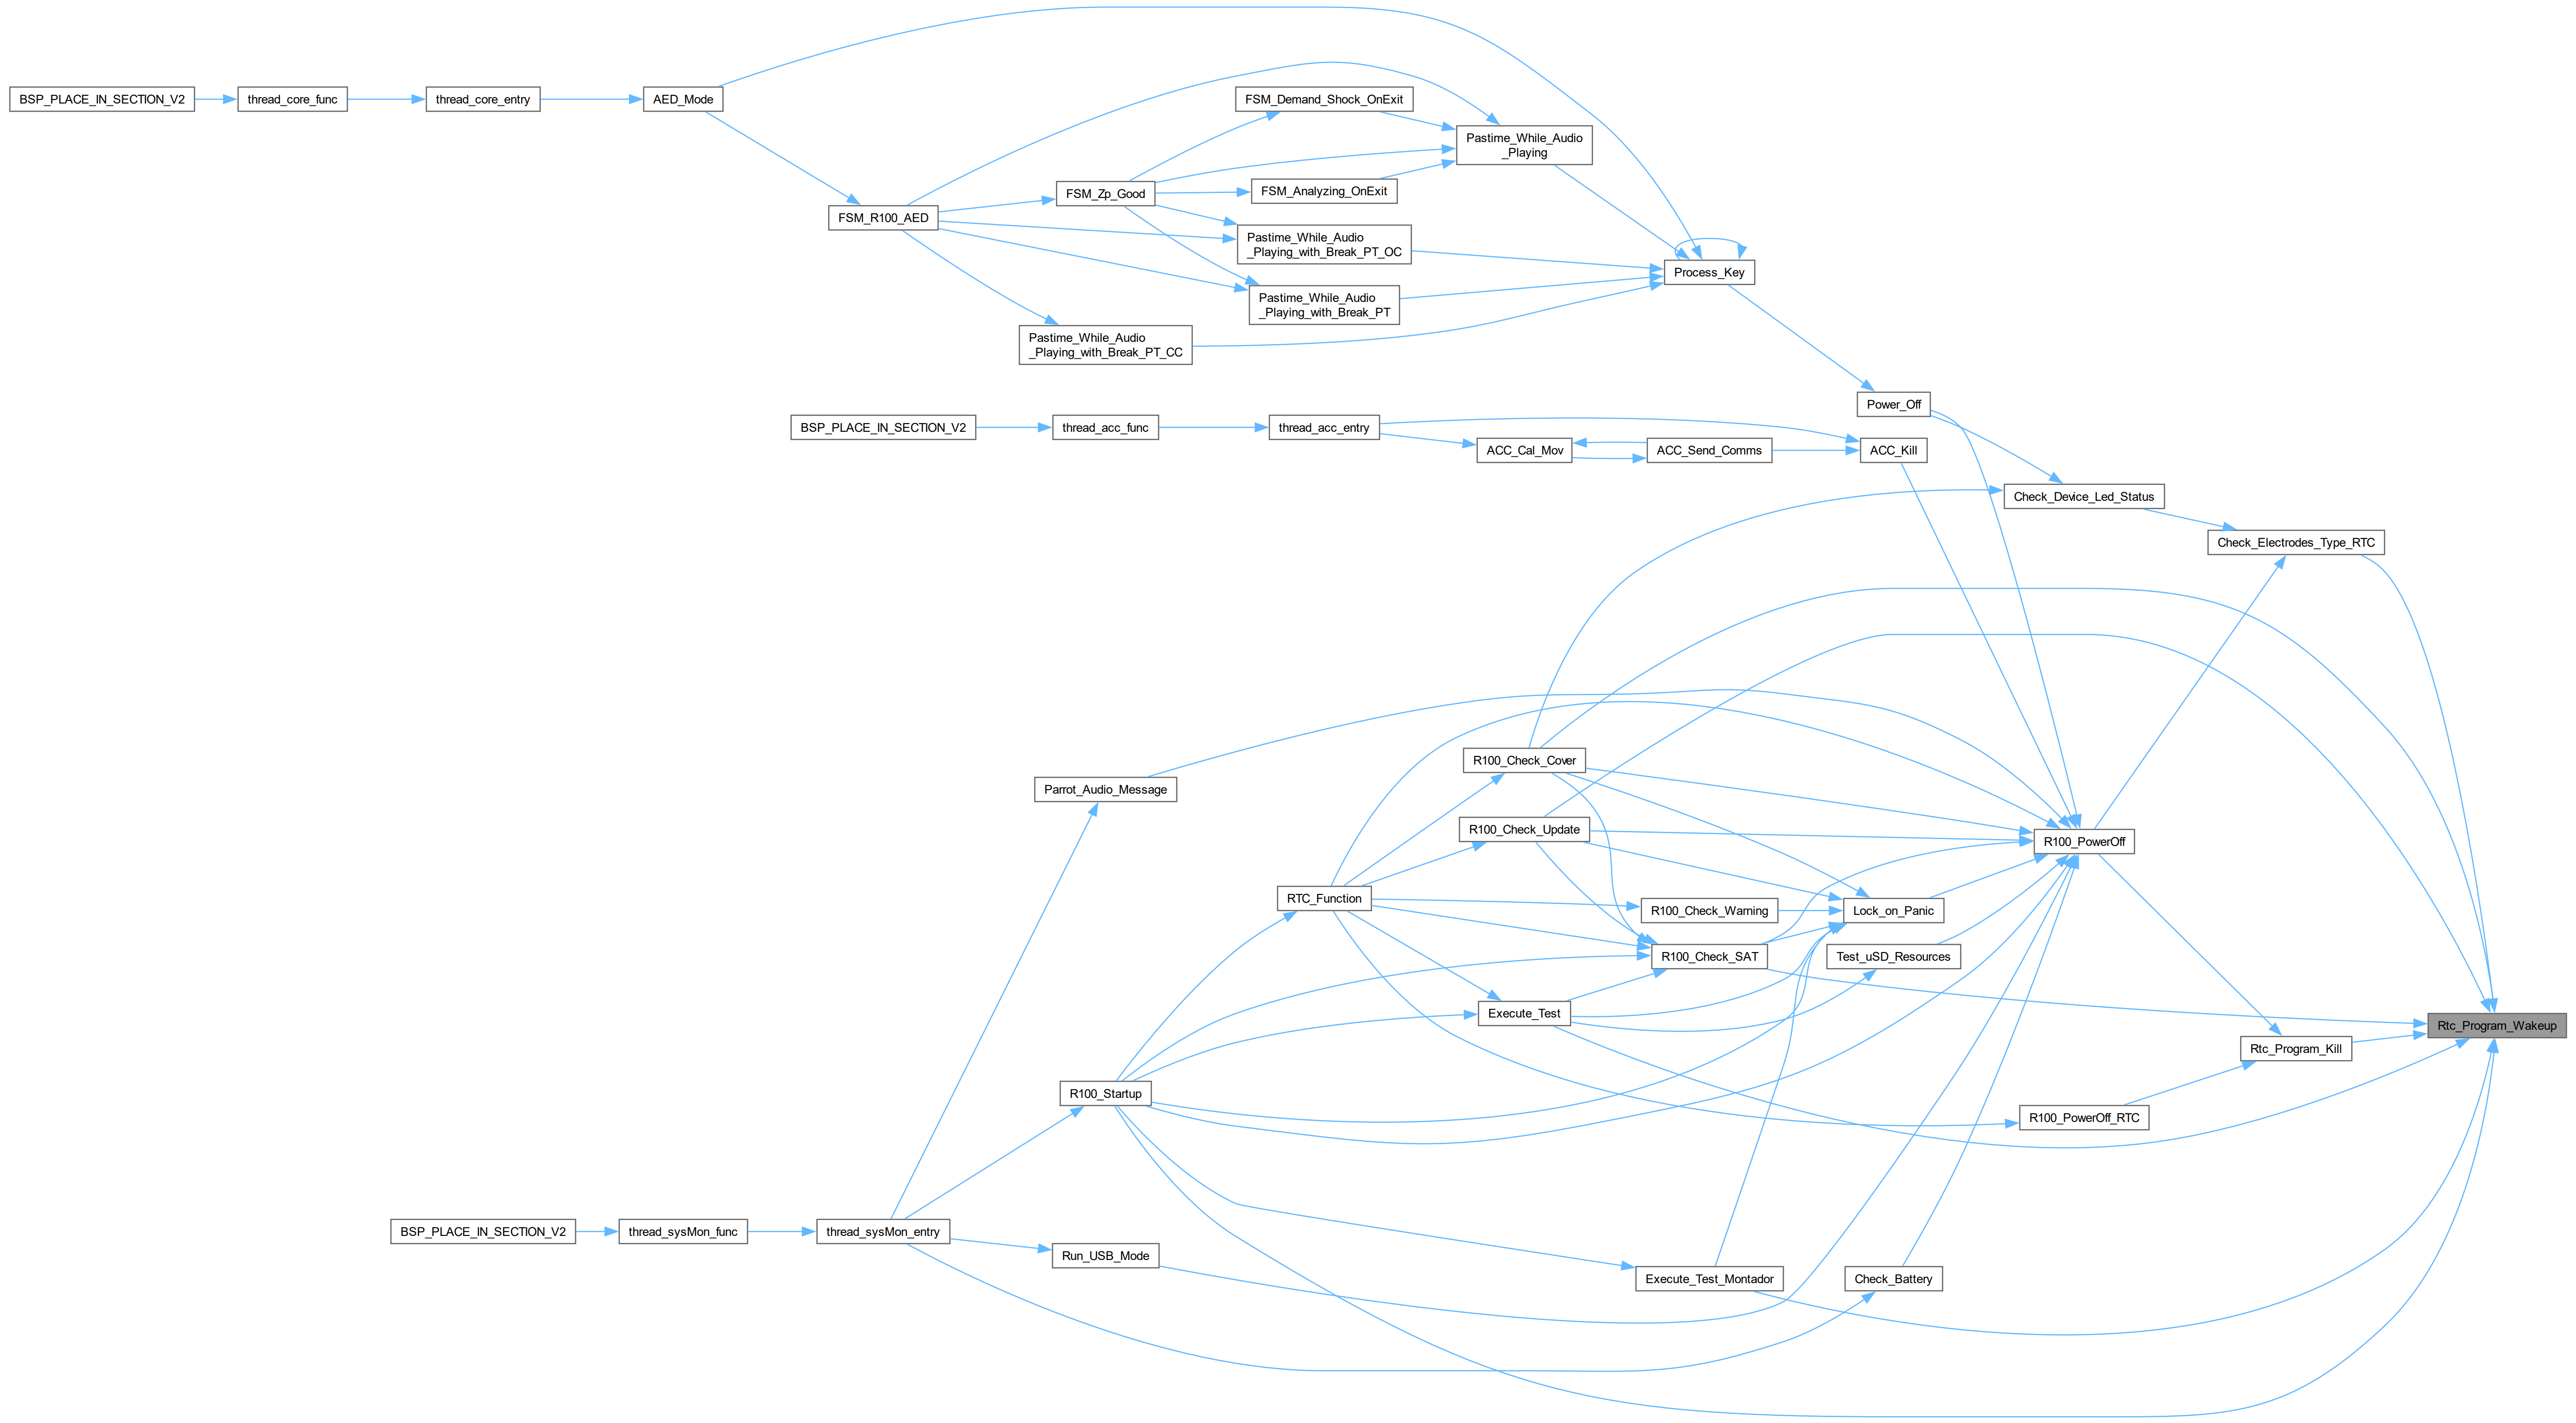 BSP_PLACE_IN_SECTION_V2
thread_core_func
thread_core_entry
AED_Mode
FSM_Demand_Shock_OnExit
Pastime_While_Audio
_Playing
FSM_Zp_Good
FSM_Analyzing_OnExit
FSM_R100_AED
Pastime_While_Audio
_Playing_with_Break_PT_OC
Process_Key
Pastime_While_Audio
_Playing_with_Break_PT
Pastime_While_Audio
_Playing_with_Break_PT_CC
Power_Off
BSP_PLACE_IN_SECTION_V2
thread_acc_func
thread_acc_entry
ACC_Cal_Mov
ACC_Send_Comms
ACC_Kill
Check_Device_Led_Status
Check_Electrodes_Type_RTC
R100_Check_Cover
Parrot_Audio_Message
R100_Check_Update
R100_PowerOff
RTC_Function
R100_Check_Warning
Lock_on_Panic
R100_Check_SAT
Test_uSD_Resources
Execute_Test
Rtc_Program_Wakeup
Rtc_Program_Kill
R100_Startup
R100_PowerOff_RTC
BSP_PLACE_IN_SECTION_V2
thread_sysMon_func
thread_sysMon_entry
Run_USB_Mode
Execute_Test_Montador
Check_Battery